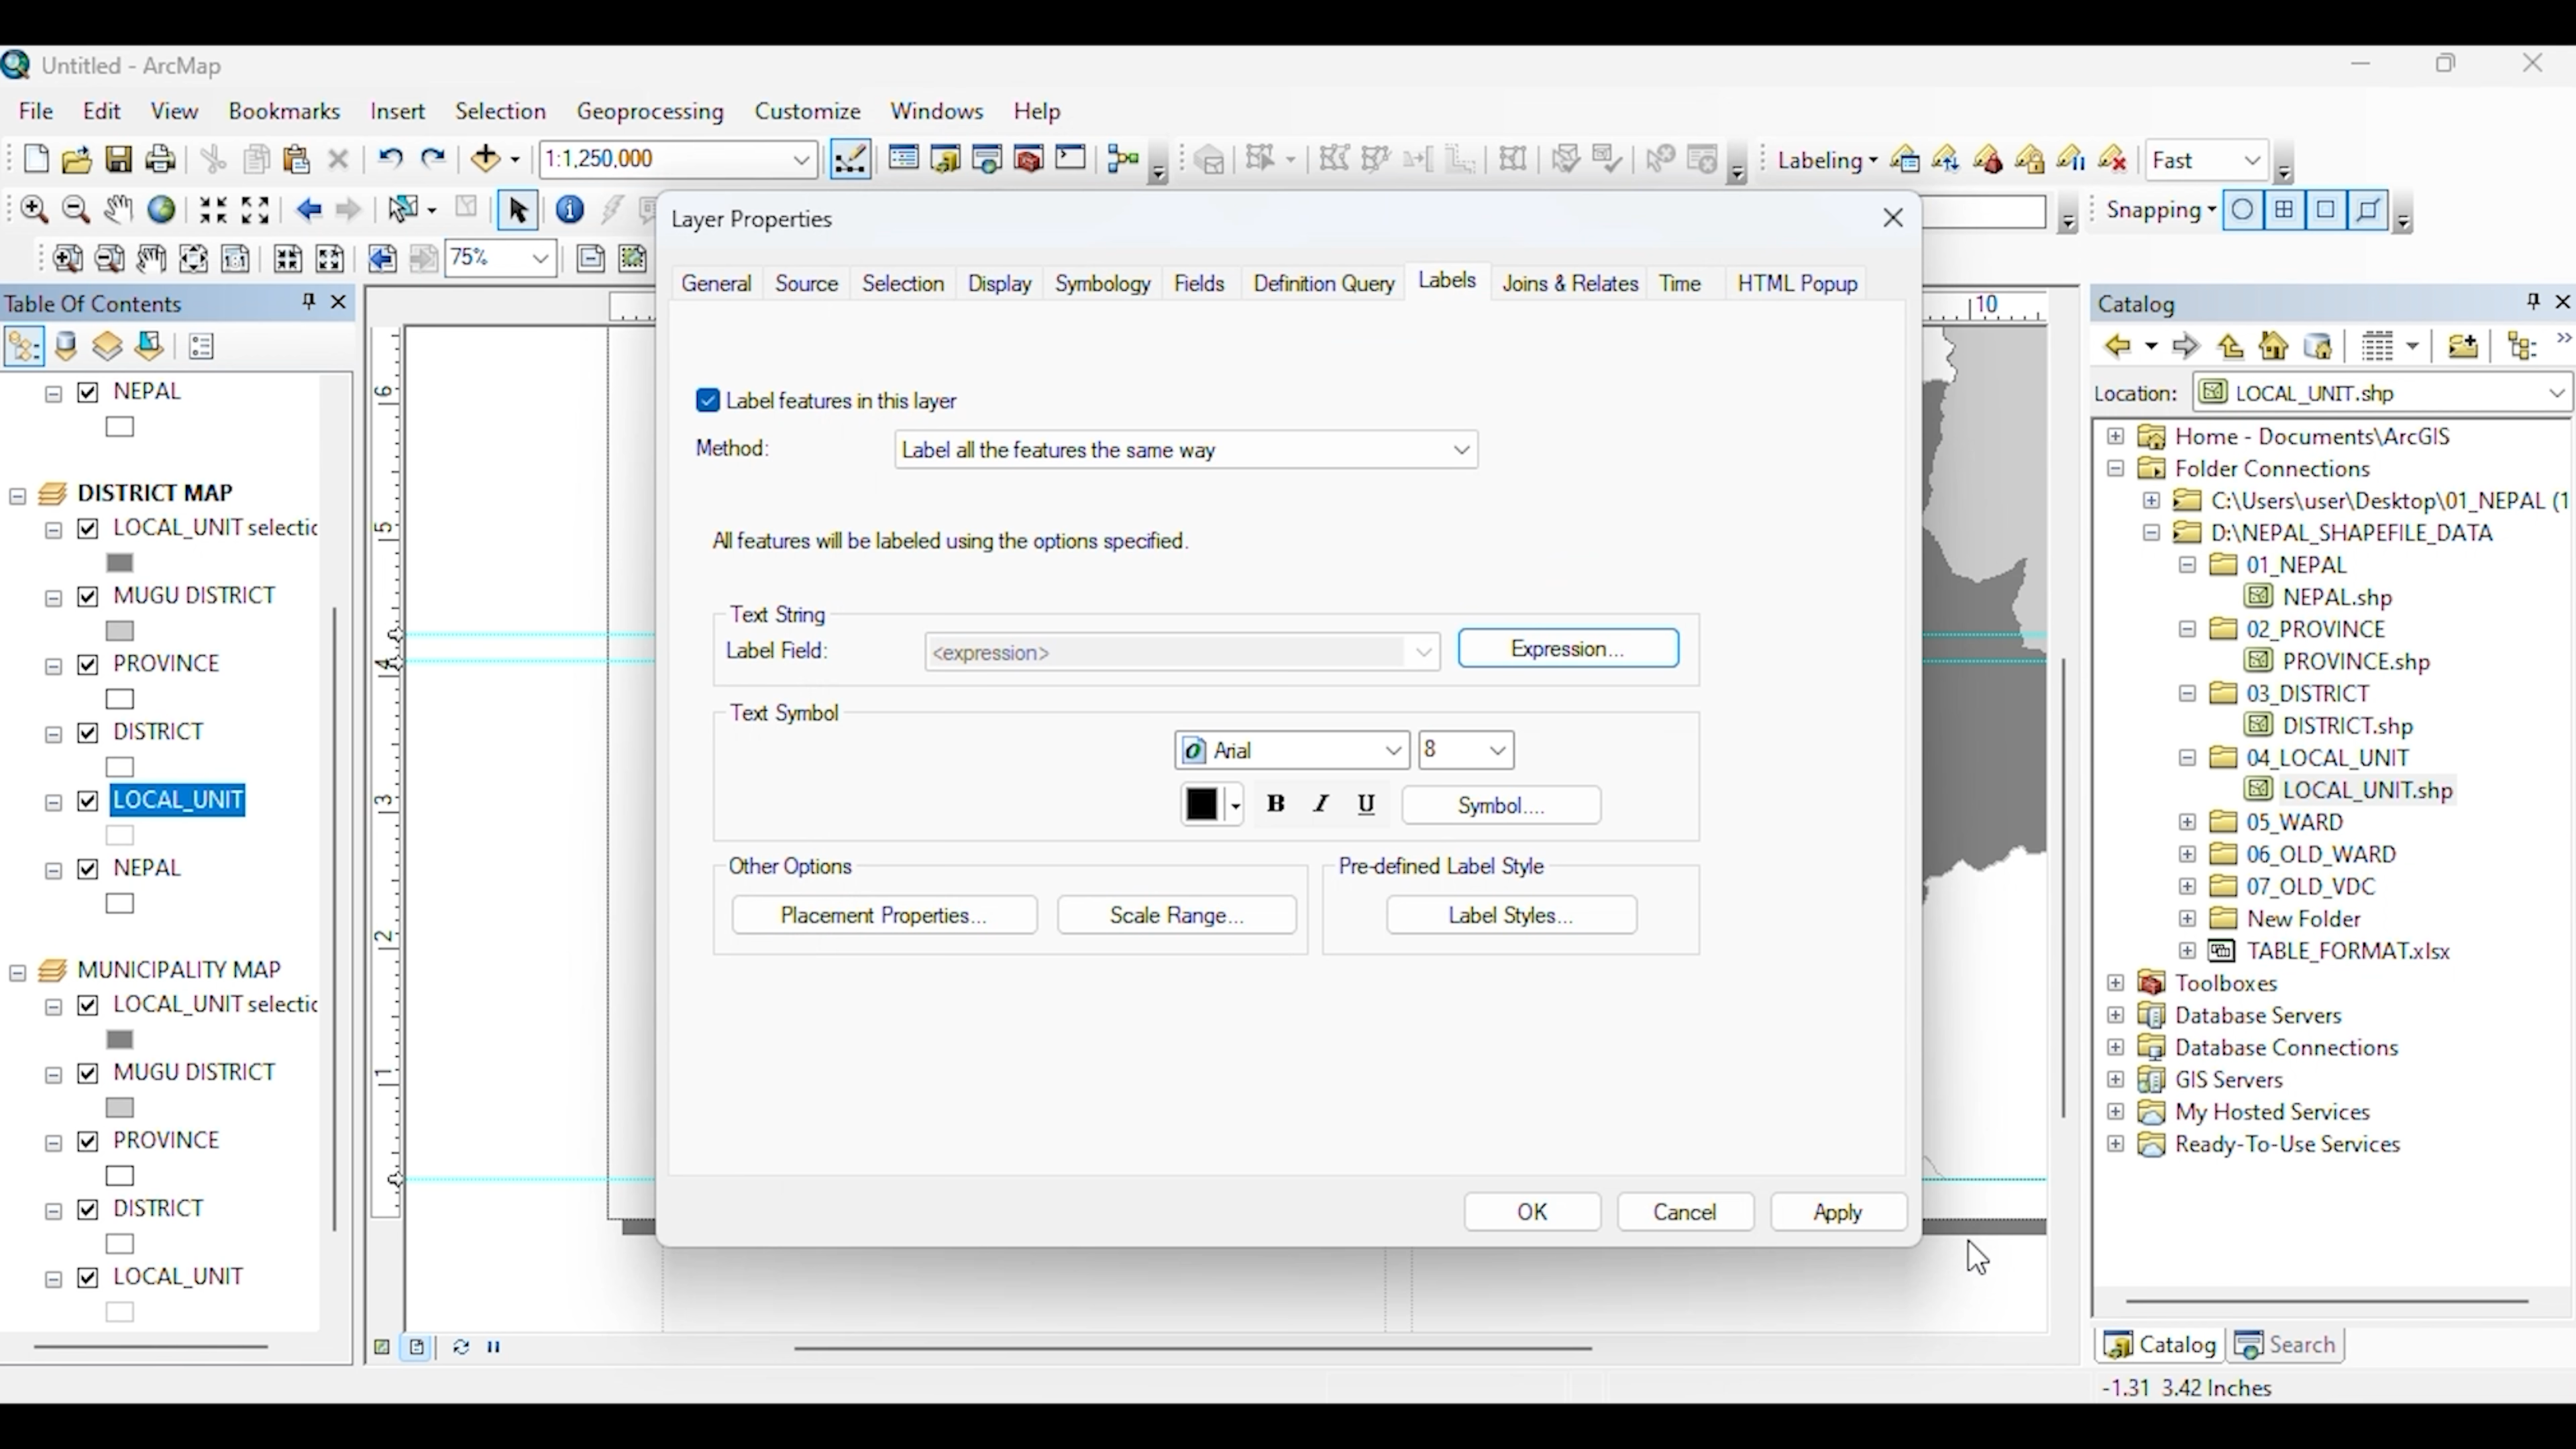 Untitled - ArcMap
File Edit View Bookmarks Insert Selection Geoprocessing Customize Windows Help
1:1,250,000
Labeling
Fast
Snapping
75%
Table Of Contents
NEPAL
DISTRICT MAP
LOCAL_UNIT selectic
MUGU DISTRICT
PROVINCE
DISTRICT
LOCAL_UNIT
NEPAL
MUNICIPALITY MAP
LOCAL_UNIT selectic
MUGU DISTRICT
PROVINCE
DISTRICT
LOCAL_UNIT
6
5
4
3
2
1
10
Layer Properties
General Source Selection Display Symbology Fields Definition Query Labels Joins & Relates Time HTML Popup
Label features in this layer
Method: Label all the features the same way
All features will be labeled using the options specified.
Text String
Label Field: <expression> Expression...
Text Symbol
Arial 8
B I U Symbol....
Other Options
Placement Properties... Scale Range...
Pre-defined Label Style
Label Styles...
OK Cancel Apply
Catalog
Location: LOCAL_UNIT.shp
Home - Documents\ArcGIS
Folder Connections
C:\Users\user\Desktop\01_NEPAL (1
D:\NEPAL_SHAPEFILE_DATA
01_NEPAL
NEPAL.shp
02_PROVINCE
PROVINCE.shp
03_DISTRICT
DISTRICT.shp
04_LOCAL_UNIT
LOCAL_UNIT.shp
05_WARD
06_OLD_WARD
07_OLD_VDC
New Folder
TABLE_FORMAT.xlsx
Toolboxes
Database Servers
Database Connections
GIS Servers
My Hosted Services
Ready-To-Use Services
Catalog Search
-1.31 3.42 Inches